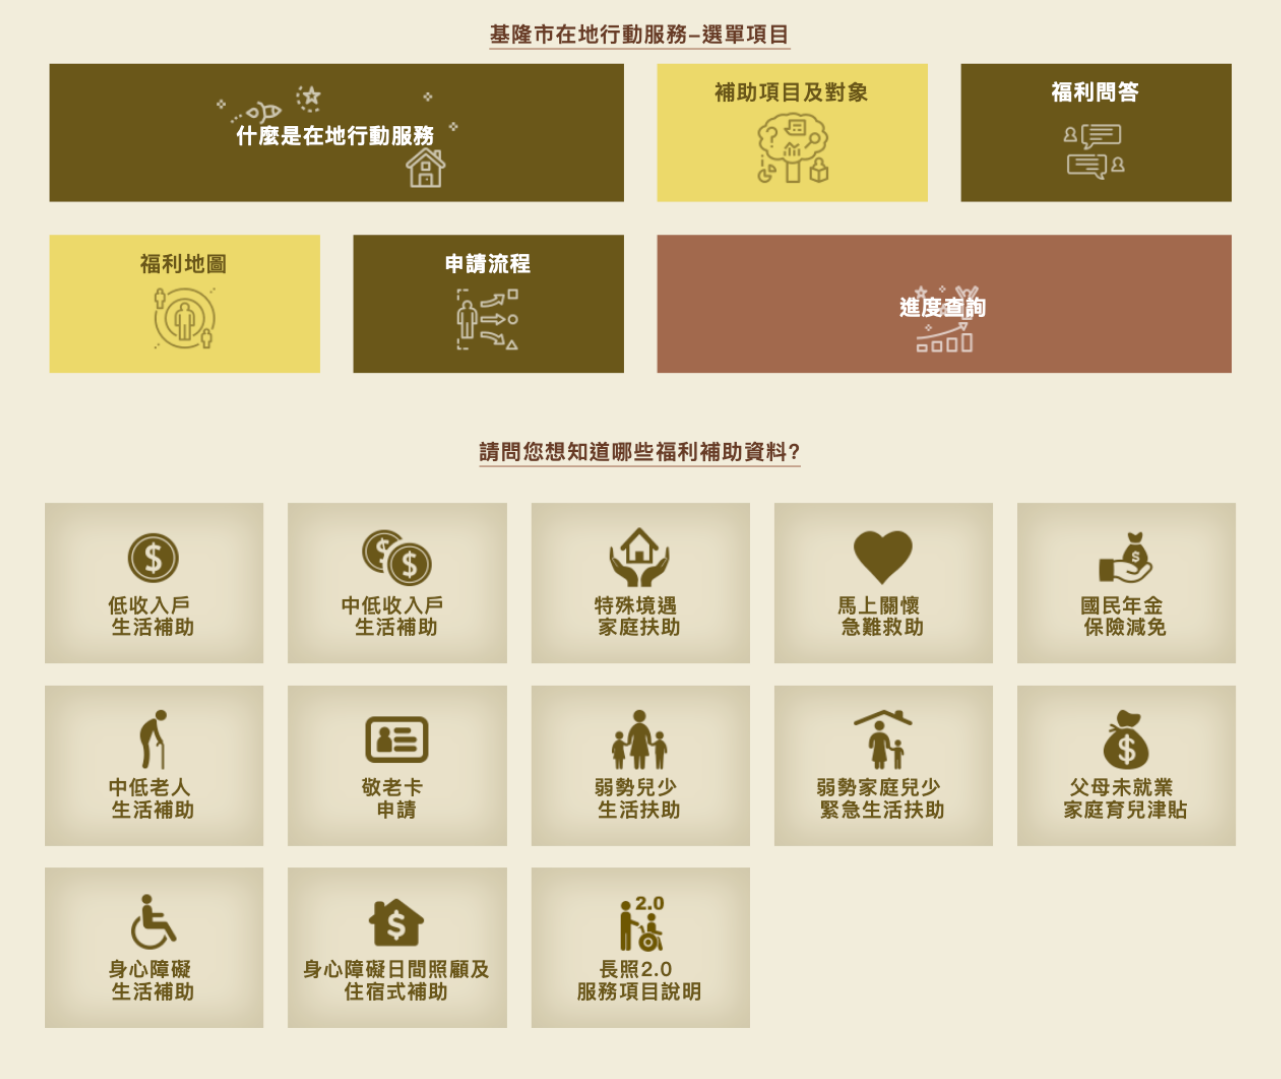 基隆市在地行動服務–選單項目
什麼是在地行動服務
補助項目及對象
福利問答
福利地圖
申請流程
進度查詢
請問您想知道哪些福利補助資料?
低收入戶
生活補助
中低收入戶
生活補助
特殊境遇
家庭扶助
馬上關懷
急難救助
國民年金
保險減免
中低老人
生活補助
敬老卡
申請
弱勢兒少
生活扶助
弱勢家庭兒少
緊急生活扶助
父母未就業
家庭育兒津貼
身心障礙
生活補助
身心障礙日間照顧及
住宿式補助
2.0
長照2.0
服務項目說明